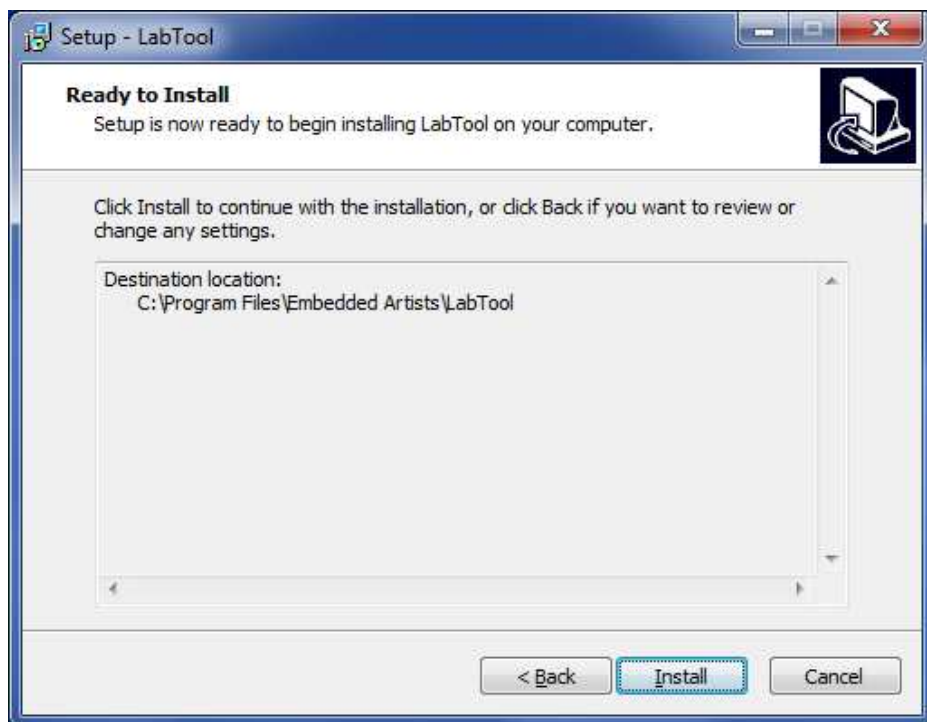 Setup - LabTool
Ready to Install
Setup is now ready to begin installing LabTool on your computer.
Click Install to continue with the installation, or click Back if you want to review or
change any settings.
Destination location:
C:\Program Files\Embedded Artists\LabTool
< Back Install Cancel